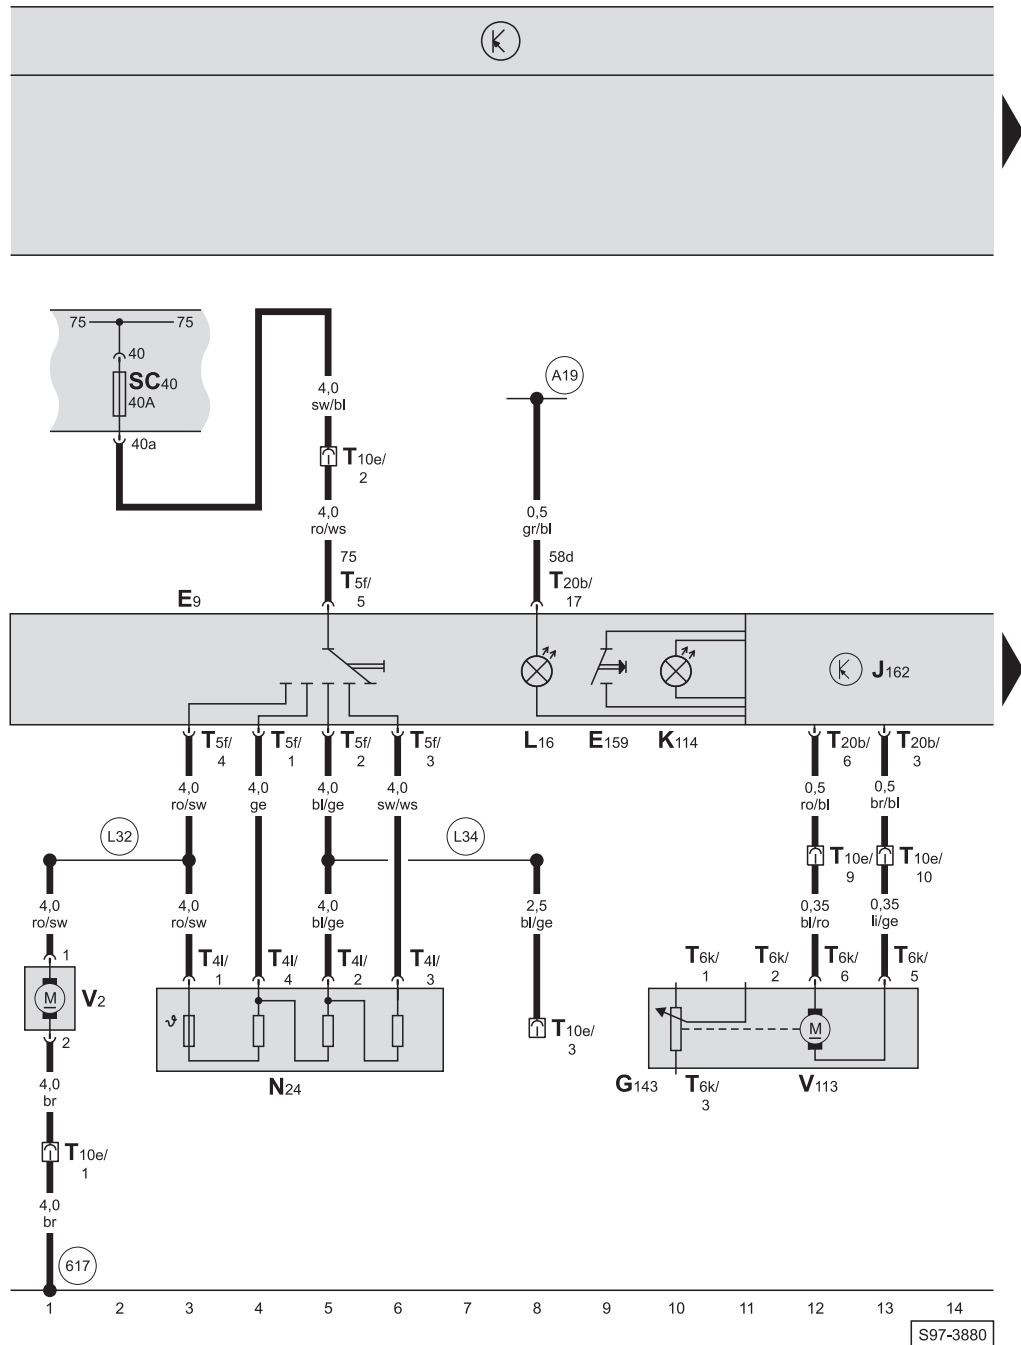 75 75
40
SC40
40A
40a
4,0
sw/bl
T10e/
2
4,0
ro/ws
75
T5f/
5
A19
0,5
gr/bl
58d
T20b/
17
E9
J162
T5f/
4
T5f/
1
T5f/
2
T5f/
3
L16
E159
K114
T20b/
6
T20b/
3
4,0
ro/sw
4,0
ge
4,0
bl/ge
4,0
sw/ws
0,5
ro/bl
0,5
br/bl
L32
L34
T10e/
9
T10e/
10
4,0
ro/sw
4,0
ro/sw
4,0
bl/ge
2,5
bl/ge
0,35
bl/ro
0,35
li/ge
1
V2
M
2
T4l/
1
T4l/
4
T4l/
2
T4l/
3
ϑ
N24
T10e/
3
T6k/
1
T6k/
2
T6k/
6
T6k/
5
M
G143
T6k/
3
V113
4,0
br
T10e/
1
4,0
br
617
1 2 3 4 5 6 7 8 9 10 11 12 13 14
S97-3880